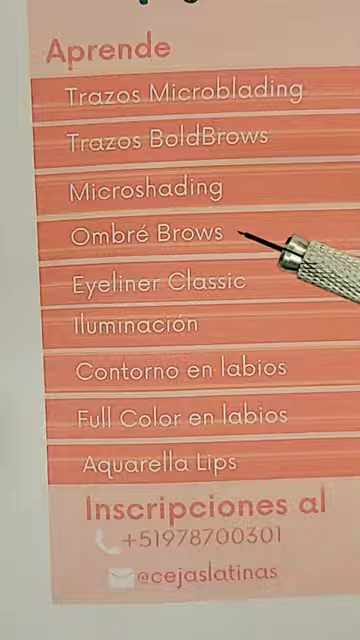 Aprende
Trazos Microblading
Trazos BoldBrows
Microshading
Ombré Brows
Eyeliner Classic
Iluminación
Contorno en labios
Full Color en labios
Aquarella Lips
Inscripciones al
+51978700301
@cejaslatinas